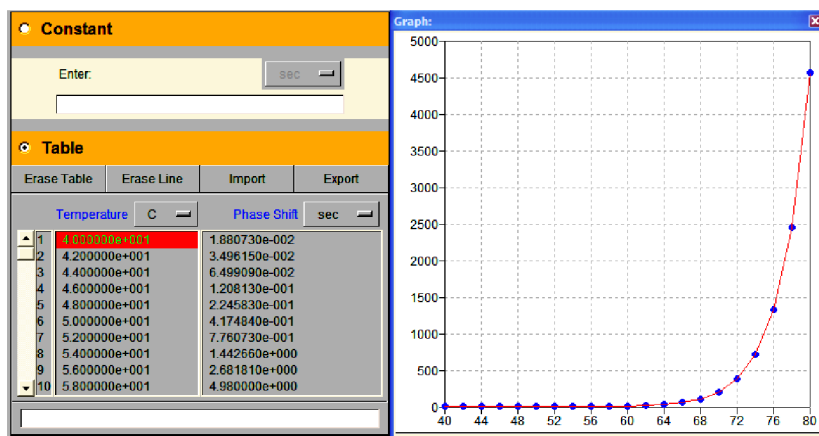 Constant
Enter: sec
Table
Erase Table Erase Line Import Export
Temperature C Phase Shift sec
1 4.000000e+001 1.880730e-002
2 4.200000e+001 3.496150e-002
3 4.400000e+001 6.499090e-002
4 4.600000e+001 1.208130e-001
5 4.800000e+001 2.245830e-001
6 5.000000e+001 4.174840e-001
7 5.200000e+001 7.760730e-001
8 5.400000e+001 1.442660e+000
9 5.600000e+001 2.681810e+000
10 5.800000e+001 4.980000e+000
Graph:
5000
4500
4000
3500
3000
2500
2000
1500
1000
500
0
40 44 48 52 56 60 64 68 72 76 80